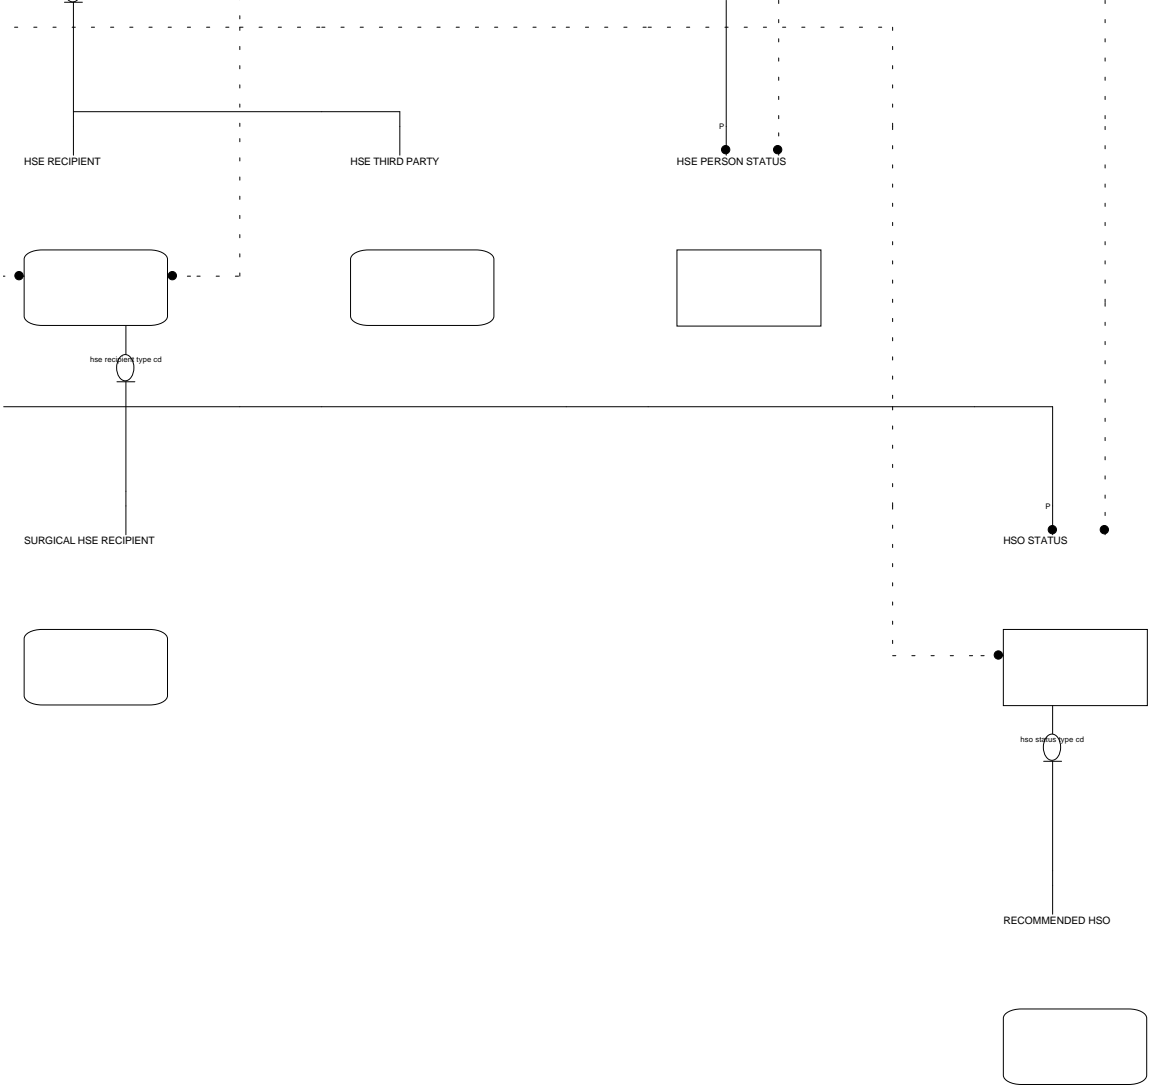 P
HSE RECIPIENT
HSE THIRD PARTY
HSE PERSON STATUS
hse recipient type cd
P
SURGICAL HSE RECIPIENT
HSO STATUS
hso status type cd
RECOMMENDED HSO